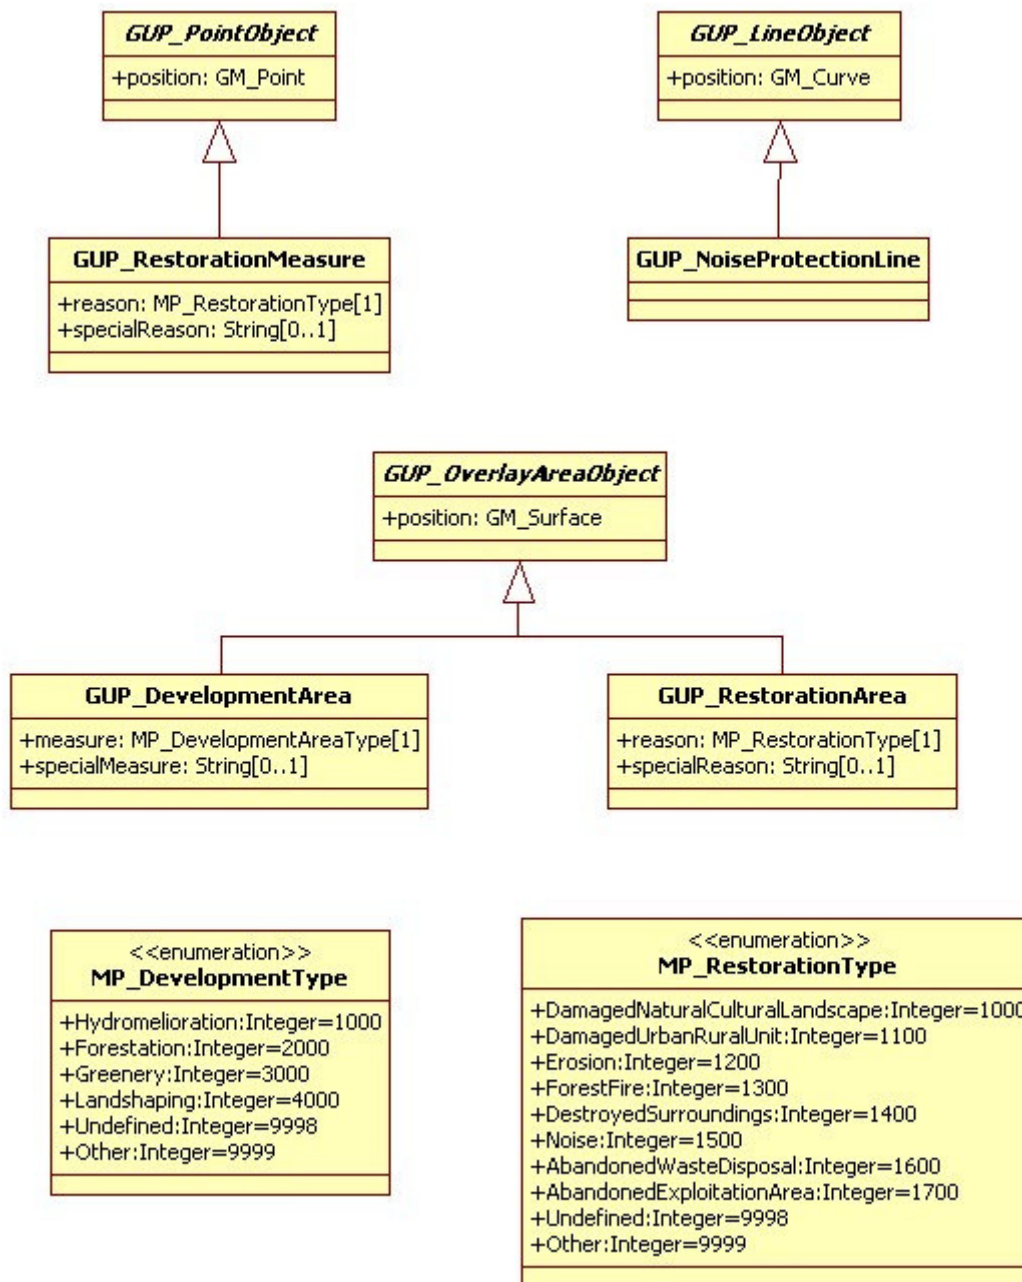 GUP_PointObject
+position: GM_Point
GUP_LineObject
+position: GM_Curve
GUP_RestorationMeasure
+reason: MP_RestorationType[1]
+specialReason: String[0..1]
GUP_NoiseProtectionLine
GUP_OverlayAreaObject
+position: GM_Surface
GUP_DevelopmentArea
+measure: MP_DevelopmentAreaType[1]
+specialMeasure: String[0..1]
GUP_RestorationArea
+reason: MP_RestorationType[1]
+specialReason: String[0..1]
<<enumeration>>
MP_DevelopmentType
+Hydromelioration:Integer=1000
+Forestation:Integer=2000
+Greenery:Integer=3000
+Landshaping:Integer=4000
+Undefined:Integer=9998
+Other:Integer=9999
<<enumeration>>
MP_RestorationType
+DamagedNaturalCulturalLandscape:Integer=1000
+DamagedUrbanRuralUnit:Integer=1100
+Erosion:Integer=1200
+ForestFire:Integer=1300
+DestroyedSurroundings:Integer=1400
+Noise:Integer=1500
+AbandonedWasteDisposal:Integer=1600
+AbandonedExploitationArea:Integer=1700
+Undefined:Integer=9998
+Other:Integer=9999